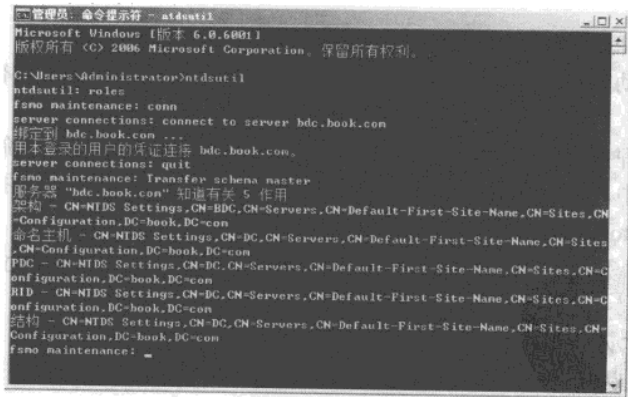 管理员: 命令提示符 - ntdsutil
Microsoft Windows [版本 6.0.6001]
版权所有 (C) 2006 Microsoft Corporation。保留所有权利。
C:\Users\Administrator>ntdsutil
ntdsutil: roles
fsmo maintenance: conn
server connections: connect to server bdc.book.com
绑定到 bdc.book.com ...
用本登录的用户的凭证连接 bdc.book.com。
server connections: quit
fsmo maintenance: Transfer schema master
服务器 "bdc.book.com" 知道有关 5 作用
架构 - CN=NTDS Settings,CN=BDC,CN=Servers,CN=Default-First-Site-Name,CN=Sites,CN
=Configuration,DC=book,DC=com
命名主机 - CN=NTDS Settings,CN=DC,CN=Servers,CN=Default-First-Site-Name,CN=Sites
,CN=Configuration,DC=book,DC=com
PDC - CN=NTDS Settings,CN=DC,CN=Servers,CN=Default-First-Site-Name,CN=Sites,CN=C
onfiguration,DC=book,DC=com
RID - CN=NTDS Settings,CN=DC,CN=Servers,CN=Default-First-Site-Name,CN=Sites,CN=C
onfiguration,DC=book,DC=com
结构 - CN=NTDS Settings,CN=DC,CN=Servers,CN=Default-First-Site-Name,CN=Sites,CN=
Configuration,DC=book,DC=com
fsmo maintenance: _